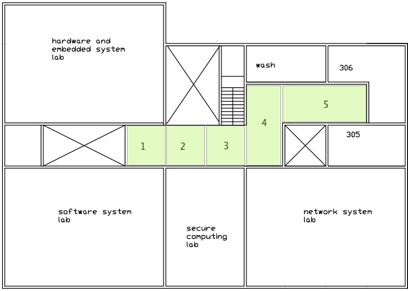 hardware and
embedded system
lab
wash
306
5
4
305
1
2
3
software system
lab
secure
computing
lab
network system
lab